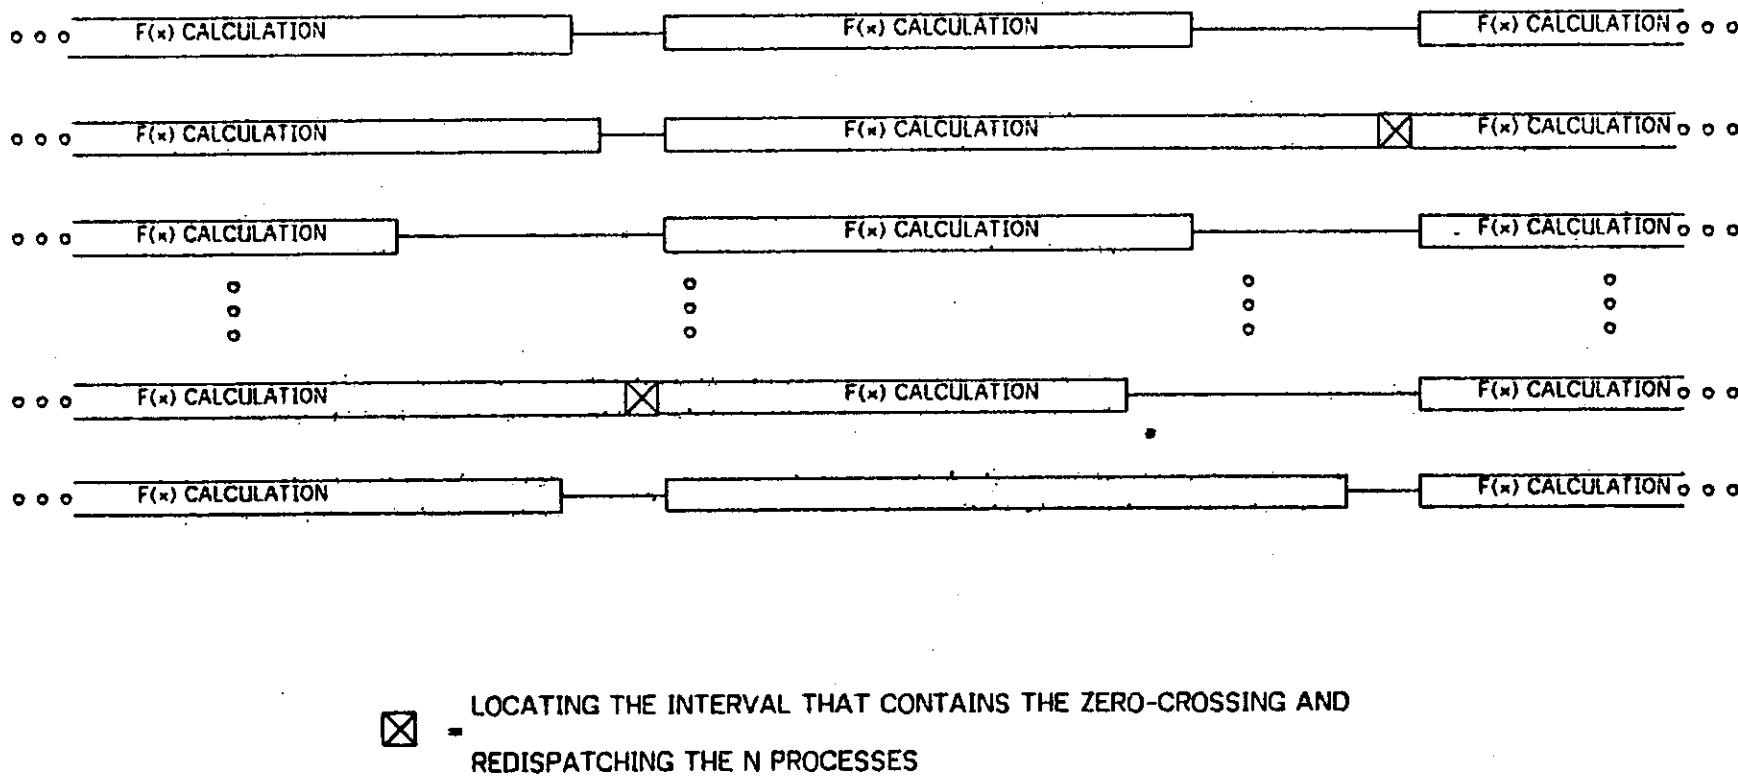 F(x) CALCULATION F(x) CALCULATION F(x) CALCULATION
F(x) CALCULATION F(x) CALCULATION F(x) CALCULATION
F(x) CALCULATION F(x) CALCULATION F(x) CALCULATION
F(x) CALCULATION F(x) CALCULATION F(x) CALCULATION
F(x) CALCULATION F(x) CALCULATION
= LOCATING THE INTERVAL THAT CONTAINS THE ZERO-CROSSING AND
REDISPATCHING THE N PROCESSES